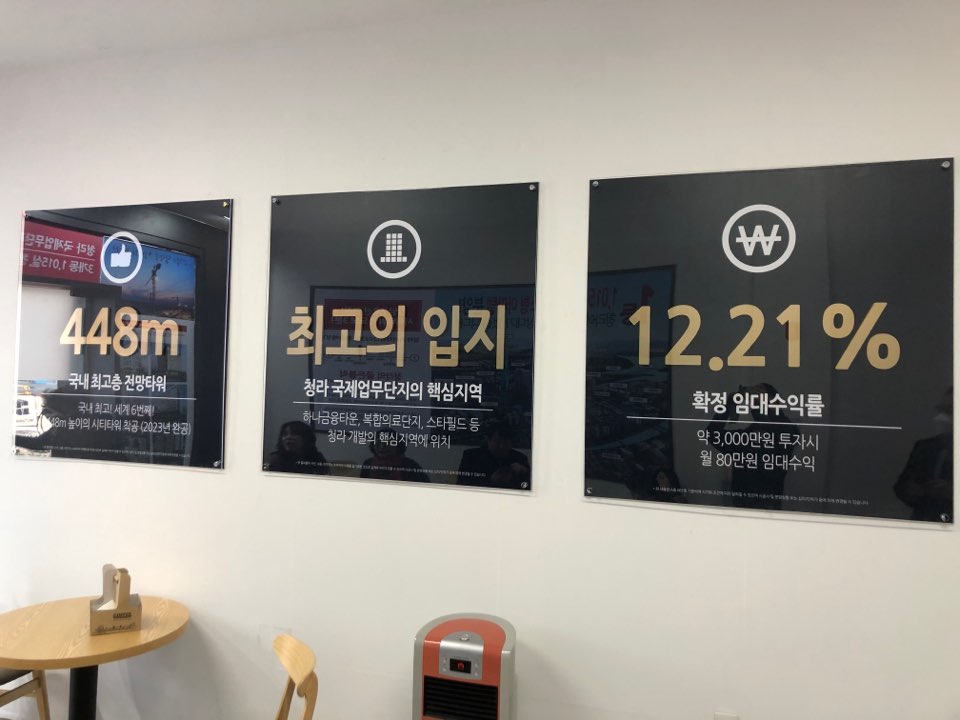 448m
국내 최고층 전망타워
국내 최고! 세계 6번째!
높이의 시티타워 착공 (2023년 완공)
최고의 입지
청라 국제업무단지의 핵심지역
하나금융타운, 복합의료단지, 스타필드 등
청라 개발의 핵심지역에 위치
₩
12.21%
확정 임대수익률
약 3,000만원 투자시
월 80만원 임대수익